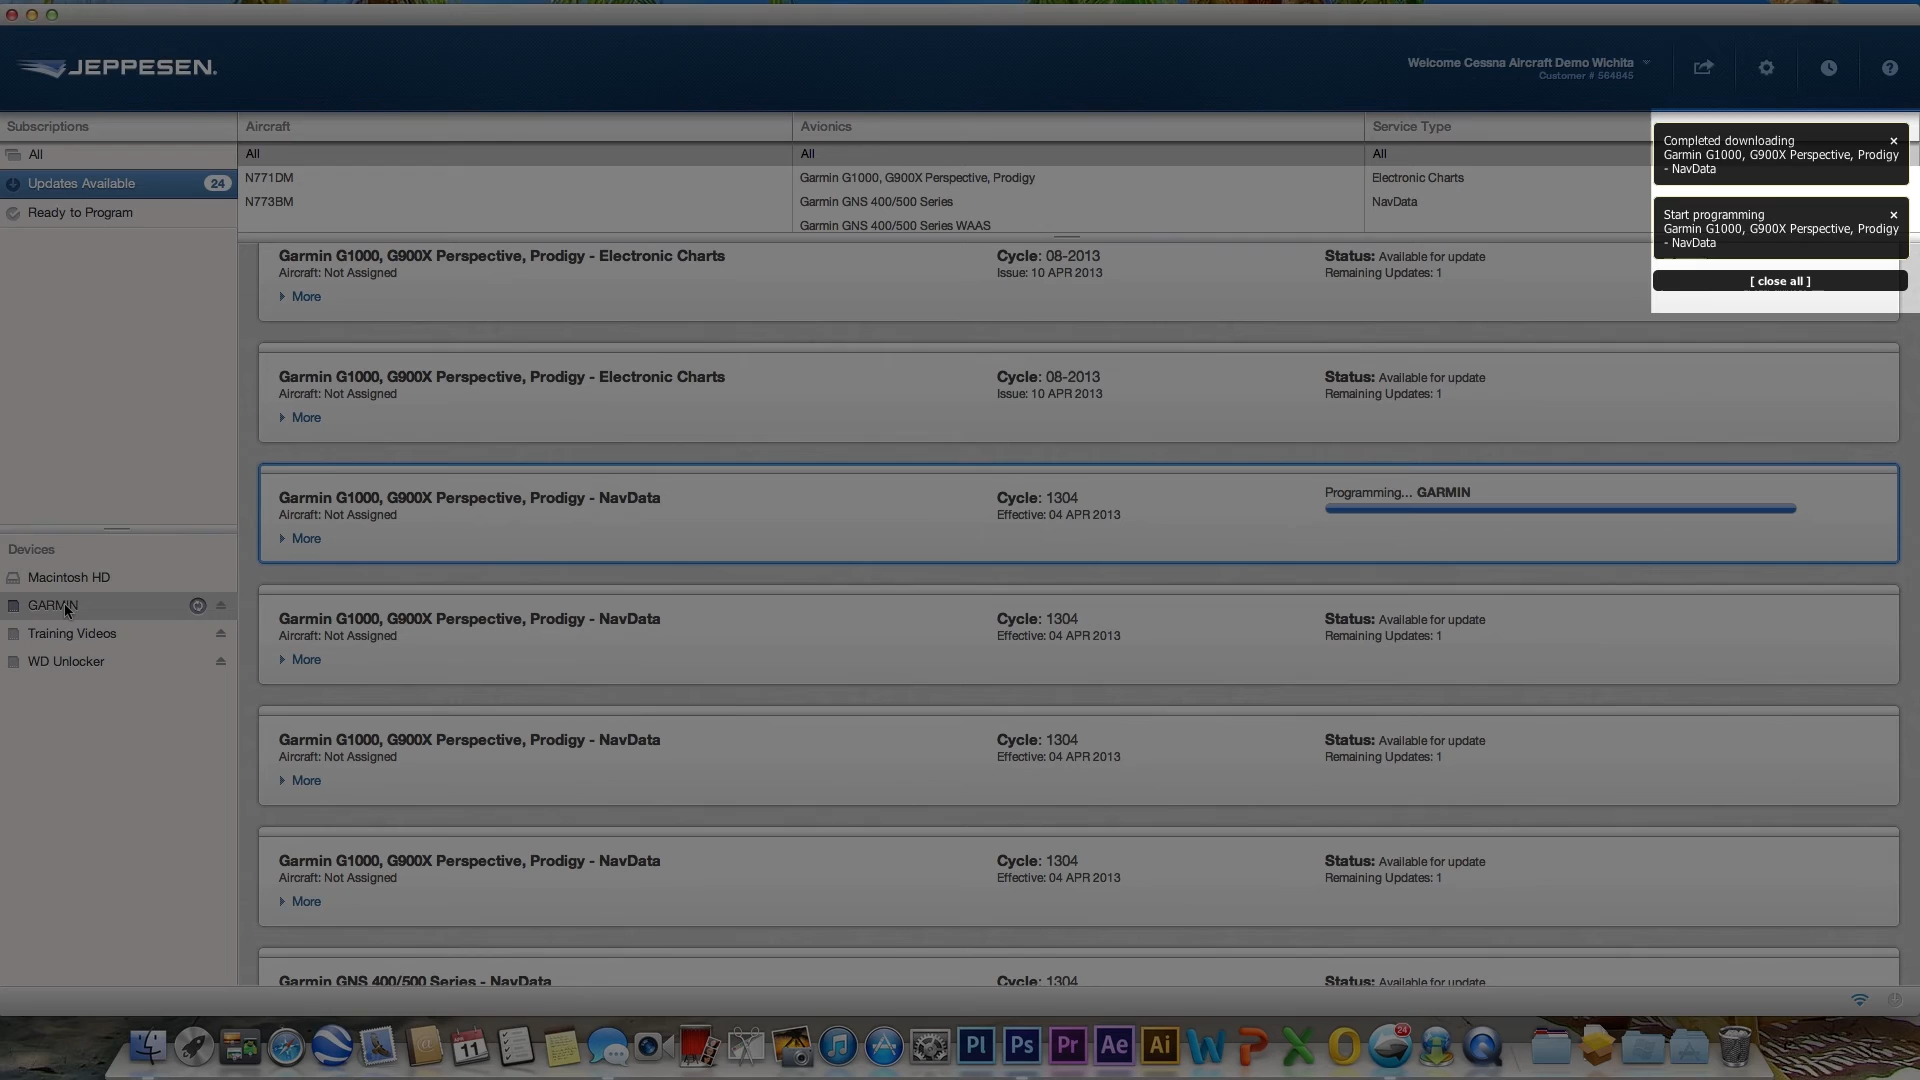 JEPPESEN.
Welcome Cessna Aircraft Demo Wichita
Customer # 564845
Subscriptions
All
Updates Available 24
Ready to Program
Aircraft
All
N771DM
N773BM
Avionics
All
Garmin G1000, G900X Perspective, Prodigy
Garmin GNS 400/500 Series
Garmin GNS 400/500 Series WAAS
Service Type
All
Electronic Charts
NavData
Completed downloading ×
Garmin G1000, G900X Perspective, Prodigy
- NavData
Start programming ×
Garmin G1000, G900X Perspective, Prodigy
- NavData
[ close all ]
Garmin G1000, G900X Perspective, Prodigy - Electronic Charts Cycle: 08-2013 Status: Available for update
Aircraft: Not Assigned Issue: 10 APR 2013 Remaining Updates: 1
More
Garmin G1000, G900X Perspective, Prodigy - Electronic Charts Cycle: 08-2013 Status: Available for update
Aircraft: Not Assigned Issue: 10 APR 2013 Remaining Updates: 1
More
Garmin G1000, G900X Perspective, Prodigy - NavData Cycle: 1304 Programming... GARMIN
Aircraft: Not Assigned Effective: 04 APR 2013
More
Garmin G1000, G900X Perspective, Prodigy - NavData Cycle: 1304 Status: Available for update
Aircraft: Not Assigned Effective: 04 APR 2013 Remaining Updates: 1
More
Garmin G1000, G900X Perspective, Prodigy - NavData Cycle: 1304 Status: Available for update
Aircraft: Not Assigned Effective: 04 APR 2013 Remaining Updates: 1
More
Garmin G1000, G900X Perspective, Prodigy - NavData Cycle: 1304 Status: Available for update
Aircraft: Not Assigned Effective: 04 APR 2013 Remaining Updates: 1
More
Garmin GNS 400/500 Series - NavData Cycle: 1304 Status: Available for update
Devices
Macintosh HD
GARMIN
Training Videos
WD Unlocker
11
Pl
Ps
Pr
Ae
Ai
24